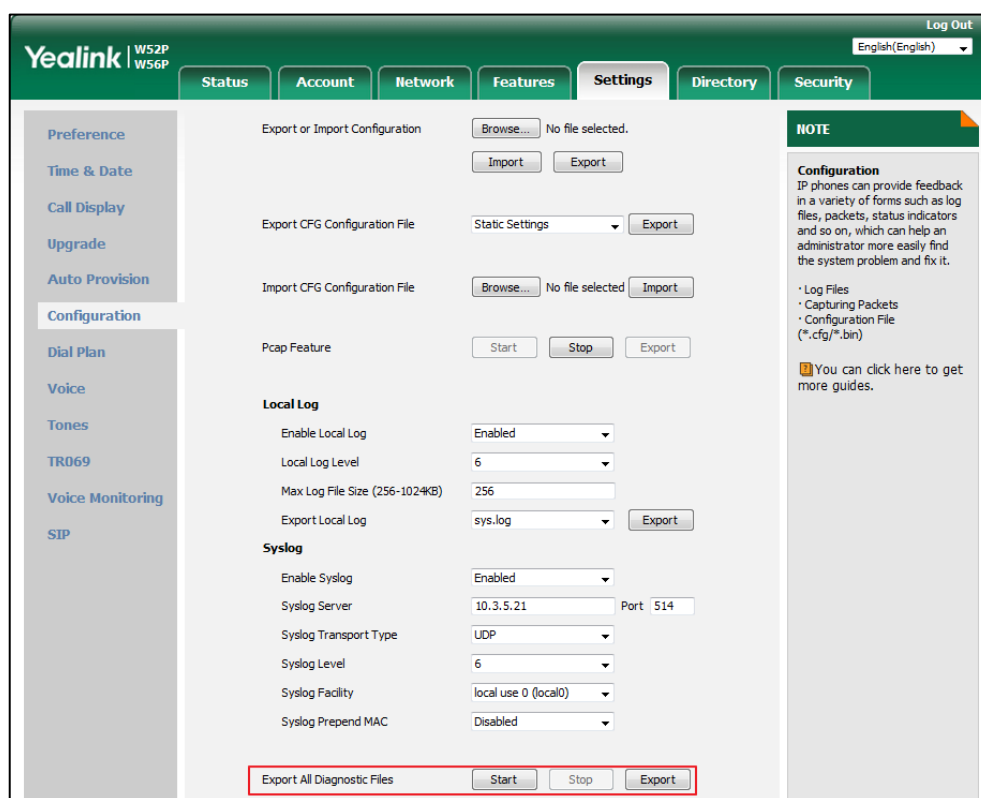 Log Out
Yealink | W52P
W56P
English(English)
Status Account Network Features Settings Directory Security
Preference
Time & Date
Call Display
Upgrade
Auto Provision
Configuration
Dial Plan
Voice
Tones
TR069
Voice Monitoring
SIP
Export or Import Configuration Browse... No file selected.
Import Export
Export CFG Configuration File Static Settings Export
Import CFG Configuration File Browse... No file selected Import
Pcap Feature Start Stop Export
Local Log
Enable Local Log Enabled
Local Log Level 6
Max Log File Size (256-1024KB) 256
Export Local Log sys.log Export
Syslog
Enable Syslog Enabled
Syslog Server 10.3.5.21 Port 514
Syslog Transport Type UDP
Syslog Level 6
Syslog Facility local use 0 (local0)
Syslog Prepend MAC Disabled
Export All Diagnostic Files Start Stop Export
NOTE
Configuration
IP phones can provide feedback
in a variety of forms such as log
files, packets, status indicators
and so on, which can help an
administrator more easily find
the system problem and fix it.
· Log Files
· Capturing Packets
· Configuration File
(*.cfg/*.bin)
You can click here to get
more guides.